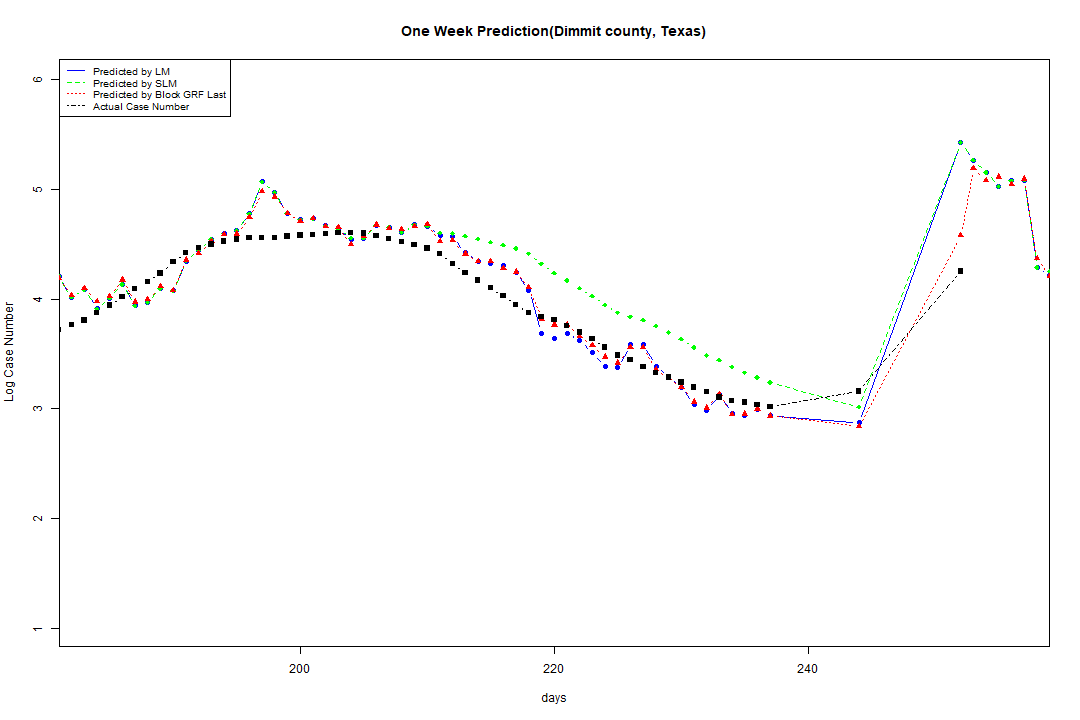 One Week Prediction(Dimmit county, Texas)
Predicted by LM
Predicted by SLM
Predicted by Block GRF Last
Actual Case Number
6
5
4
3
2
1
Log Case Number
200
220
240
days